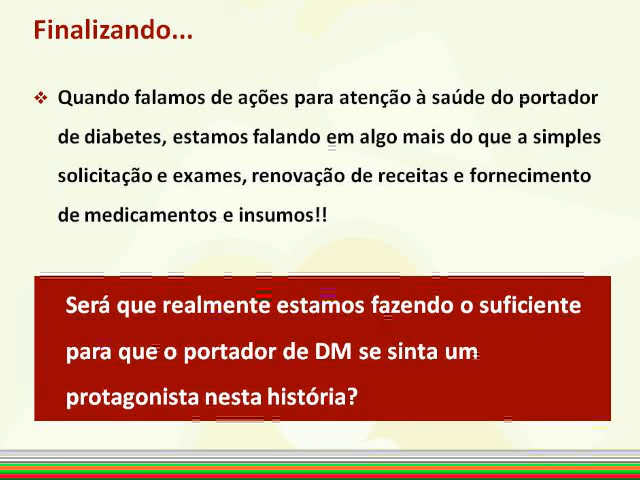 Finalizando...
Quando falamos de ações para atenção à saúde do portador
de diabetes, estamos falando em algo mais do que a simples
solicitação e exames, renovação de receitas e fornecimento
de medicamentos e insumos!!
Será que realmente estamos fazendo o suficiente
para que o portador de DM se sinta um
protagonista nesta história?